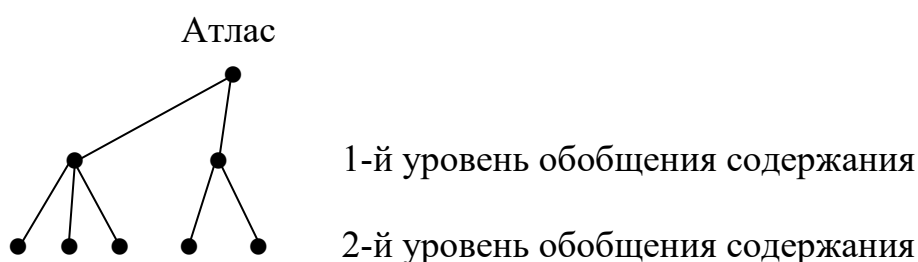 Атлас
1-й уровень обобщения содержания
2-й уровень обобщения содержания